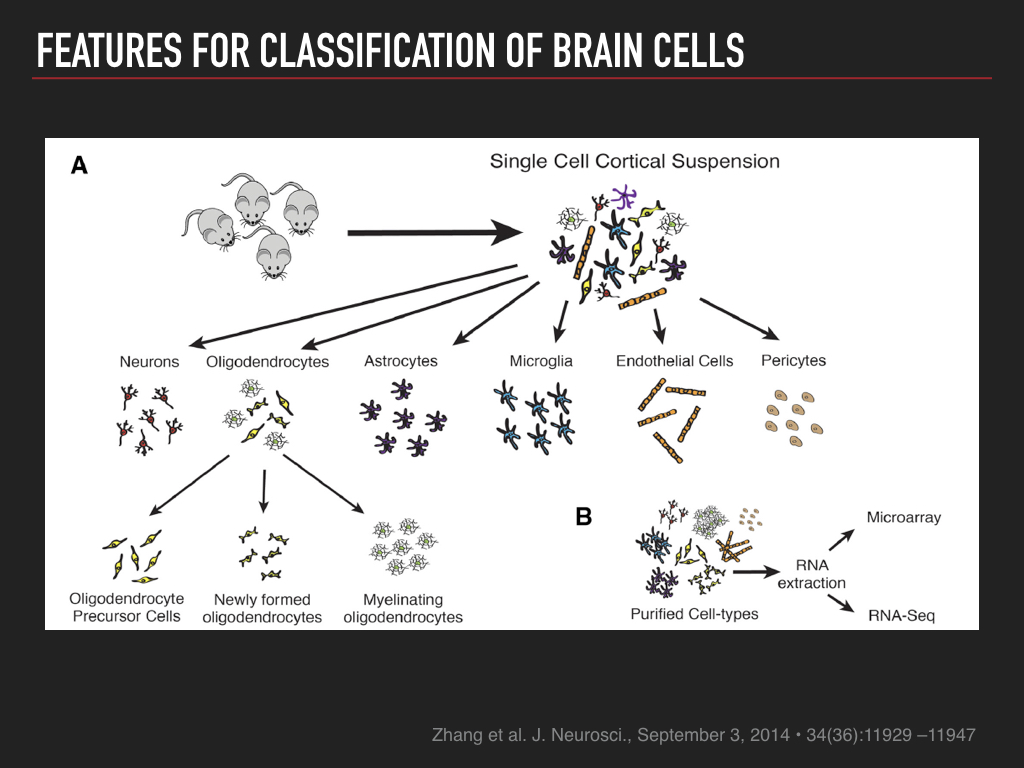 FEATURES FOR CLASSIFICATION OF BRAIN CELLS
A
Single Cell Cortical Suspension
Neurons
Oligodendrocytes
Astrocytes
Microglia
Endothelial Cells
Pericytes
Oligodendrocyte
Precursor Cells
Newly formed
oligodendrocytes
Myelinating
oligodendrocytes
B
Purified Cell-types
RNA
extraction
Microarray
RNA-Seq
Zhang et al. J. Neurosci., September 3, 2014 • 34(36):11929 –11947